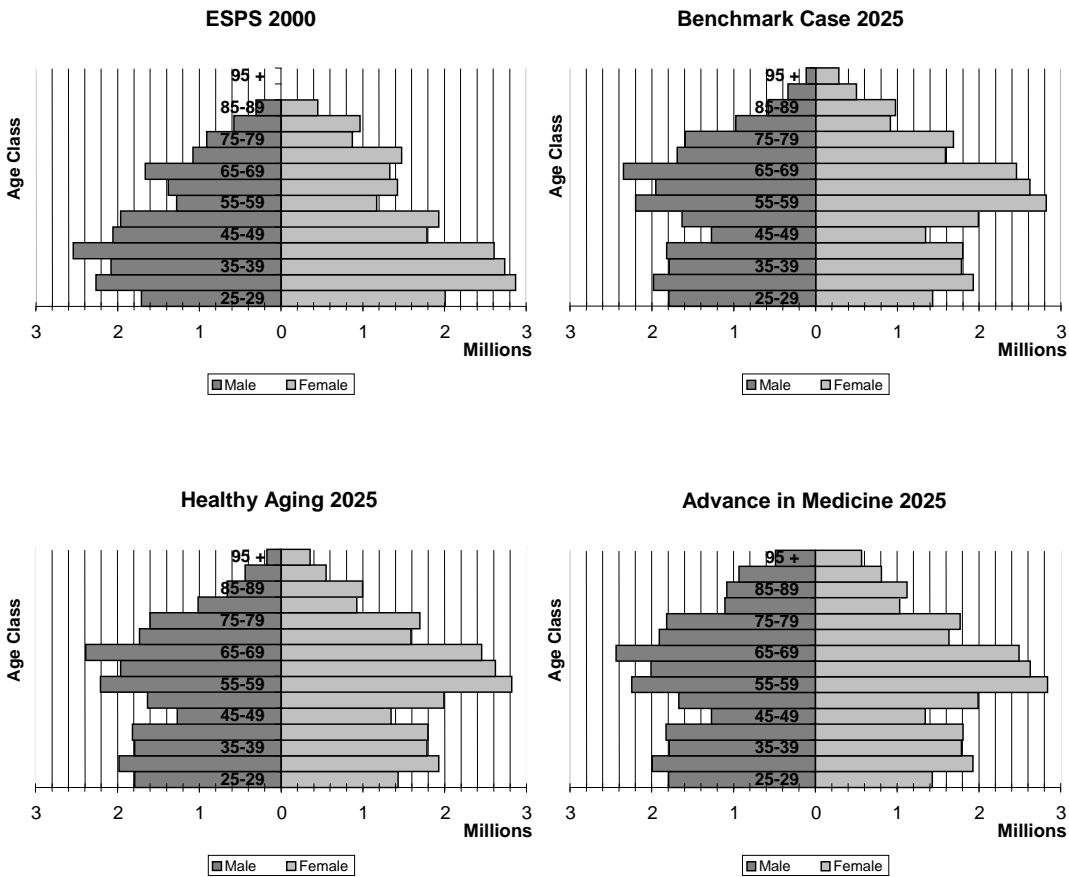 ESPS 2000
Age Class
95 +
85-89
75-79
65-69
55-59
45-49
35-39
25-29
3 2 1 0 1 2 3
Millions
Male Female
Benchmark Case 2025
Age Class
95 +
85-89
75-79
65-69
55-59
45-49
35-39
25-29
3 2 1 0 1 2 3
Millions
Male Female
Healthy Aging 2025
Age Class
95 +
85-89
75-79
65-69
55-59
45-49
35-39
25-29
3 2 1 0 1 2 3
Millions
Male Female
Advance in Medicine 2025
Age Class
95 +
85-89
75-79
65-69
55-59
45-49
35-39
25-29
3 2 1 0 1 2 3
Millions
Male Female